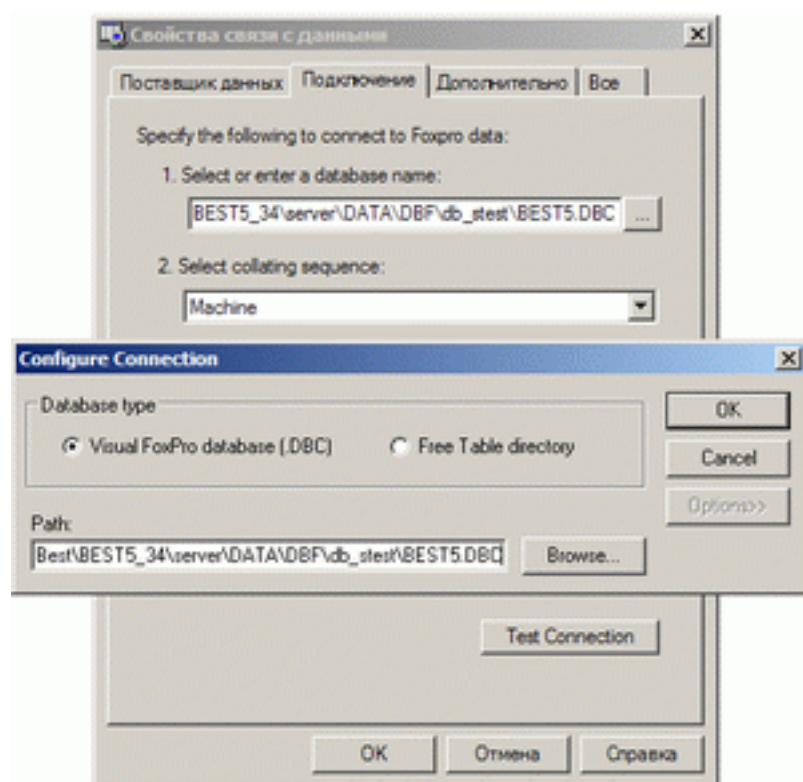 Свойства связи с данными
Поставщик данных Подключение Дополнительно Все
Specify the following to connect to Foxpro data:
1. Select or enter a database name:
BEST5_34\server\DATA\DBF\db_stest\BEST5.DBC ...
2. Select collating sequence:
Machine
Configure Connection
Database type
Visual FoxPro database (.DBC) Free Table directory
OK
Cancel
Options>>
Path:
Best\BEST5_34\server\DATA\DBF\db_stest\BEST5.DBC Browse...
Test Connection
OK Отмена Справка